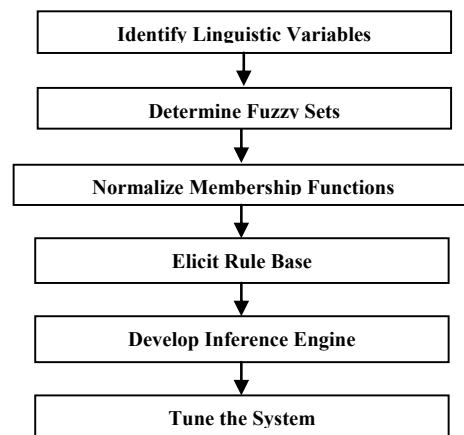 Identify Linguistic Variables
Determine Fuzzy Sets
Normalize Membership Functions
Elicit Rule Base
Develop Inference Engine
Tune the System